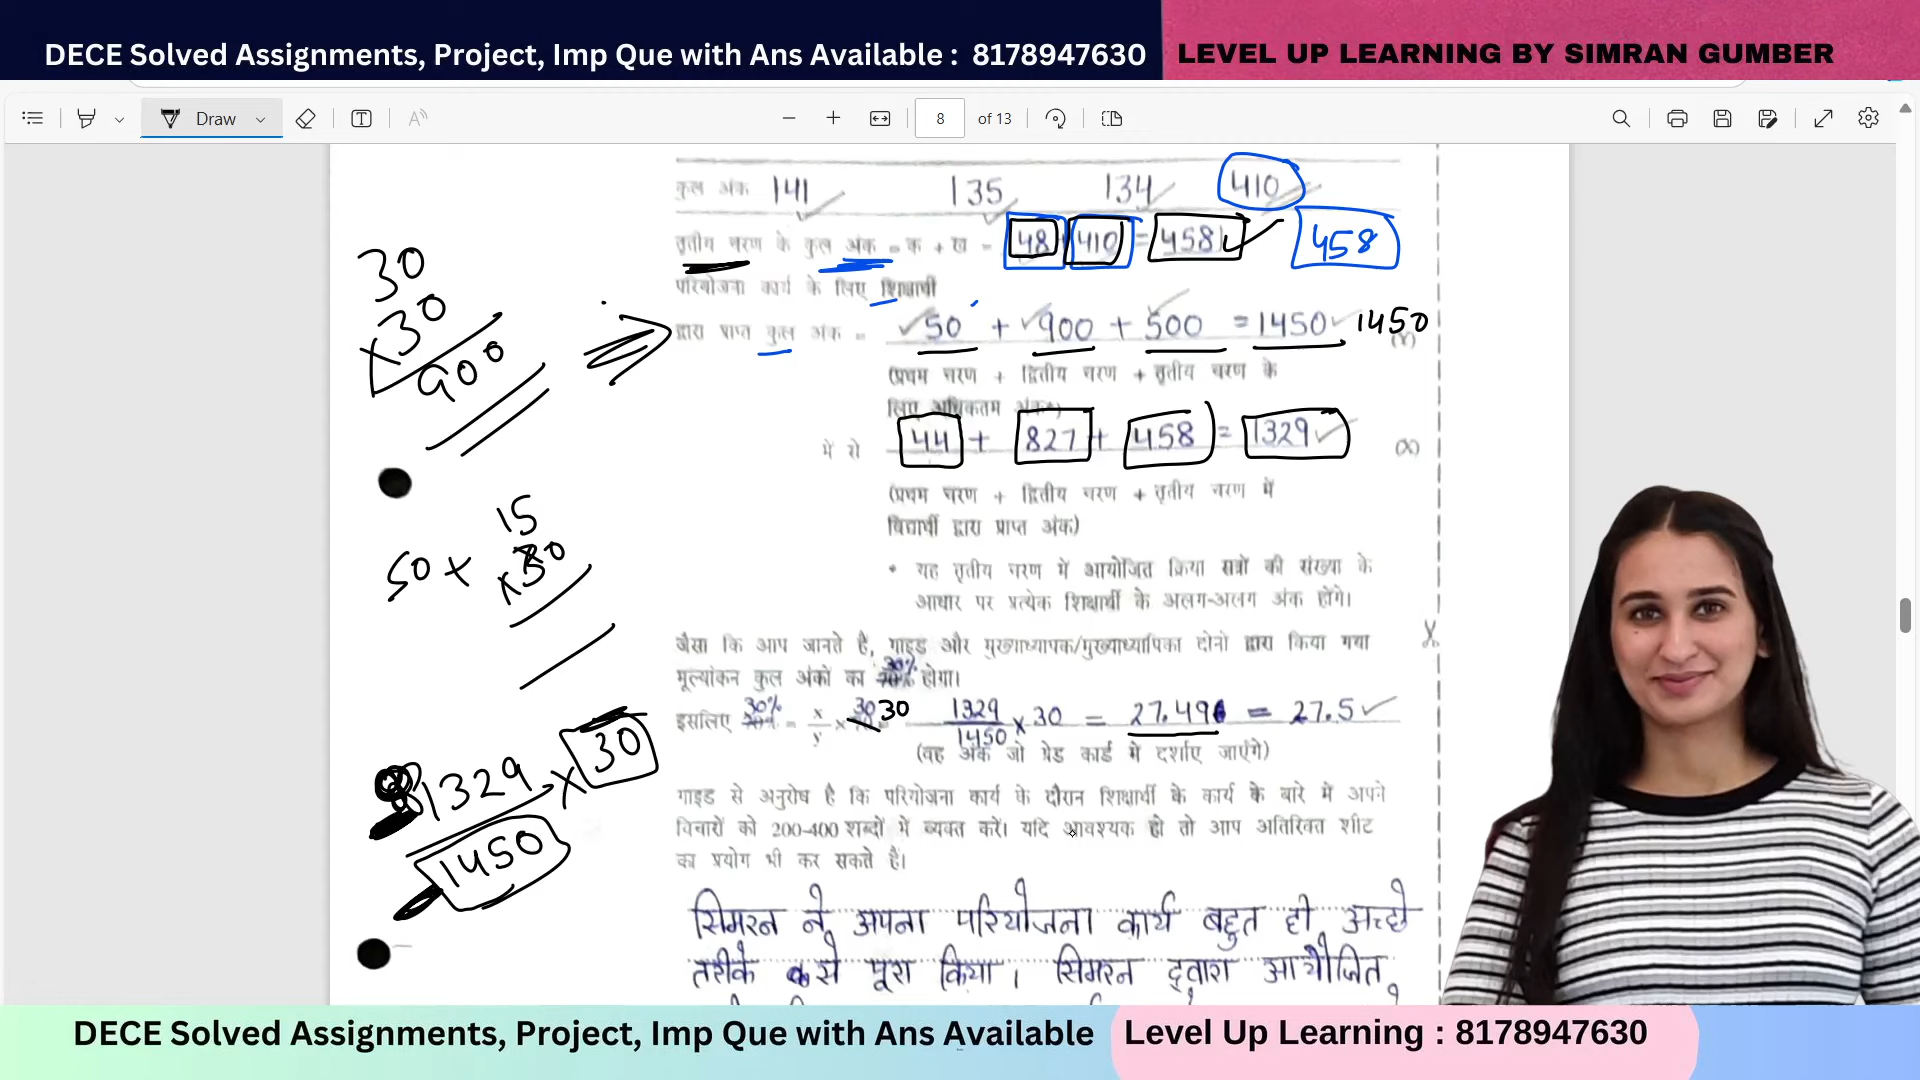 DECE Solved Assignments, Project, Imp Que with Ans Available : 8178947630
LEVEL UP LEARNING BY SIMRAN GUMBER
Draw
8 of 13
कुल अंक 141 135 134 410
तृतीय चरण के कुल अंक = क + ख = 48 410 = 458 458
परियोजना कार्य के लिए शिक्षार्थी
द्वारा प्राप्त कुल अंक = 50 + 900 + 500 = 1450 1450 (Y)
(प्रथम चरण + द्वितीय चरण + तृतीय चरण के
लिए अधिकतम अंक)
में से 44 + 827 + 458 = 1329 (X)
(प्रथम चरण + द्वितीय चरण + तृतीय चरण में
विद्यार्थी द्वारा प्राप्त अंक)
• यह तृतीय चरण में आयोजित क्रिया सत्रों की संख्या के
आधार पर प्रत्येक शिक्षार्थी के अलग-अलग अंक होंगे।
जैसा कि आप जानते है, गाइड और मुख्याध्यापक/मुख्याध्यापिका दोनो द्वारा किया गया
मूल्यांकन कुल अंकों का 30% होगा।
इसलिए 30% = x/y × 30 30 1329/1450 × 30 = 27.496 = 27.5
(वह अंक जो ग्रेड कार्ड में दर्शाए जाएँगे)
गाइड से अनुरोध है कि परियोजना कार्य के दौरान शिक्षार्थी के कार्य के बारे में अपने
विचारों को 200-400 शब्दों में व्यक्त करें। यदि आवश्यक हो तो आप अतिरिक्त शीट
का प्रयोग भी कर सकते हैं।
सिमरन ने अपना परियोजना कार्य बहुत ही अच्छे
तरीके से पूरा किया। सिमरन द्वारा आयोजित
30
×30
900
15
50 × ×30
1329 × 30
1450
DECE Solved Assignments, Project, Imp Que with Ans Available
Level Up Learning : 8178947630